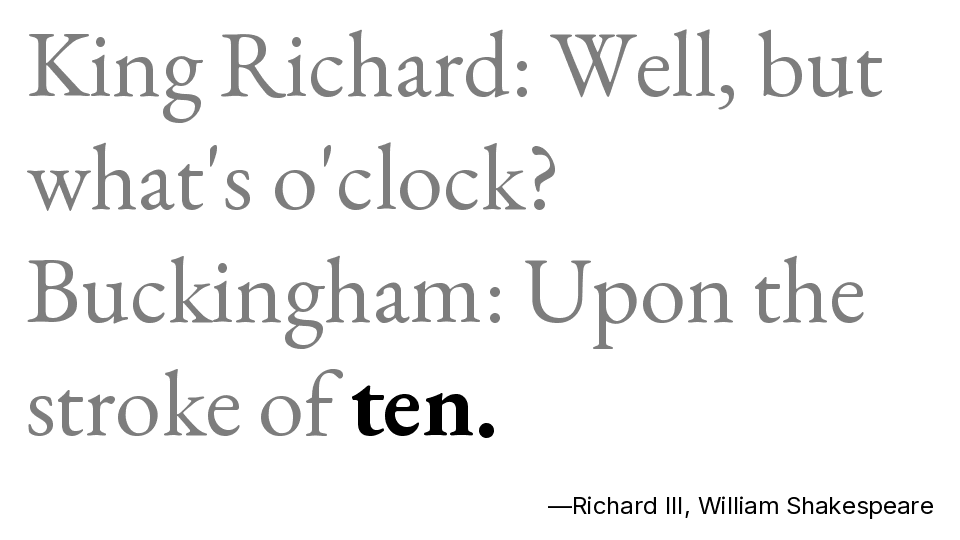 King Richard: Well, but
what's o'clock?
Buckingham: Upon the
stroke of ten.
—Richard III, William Shakespeare